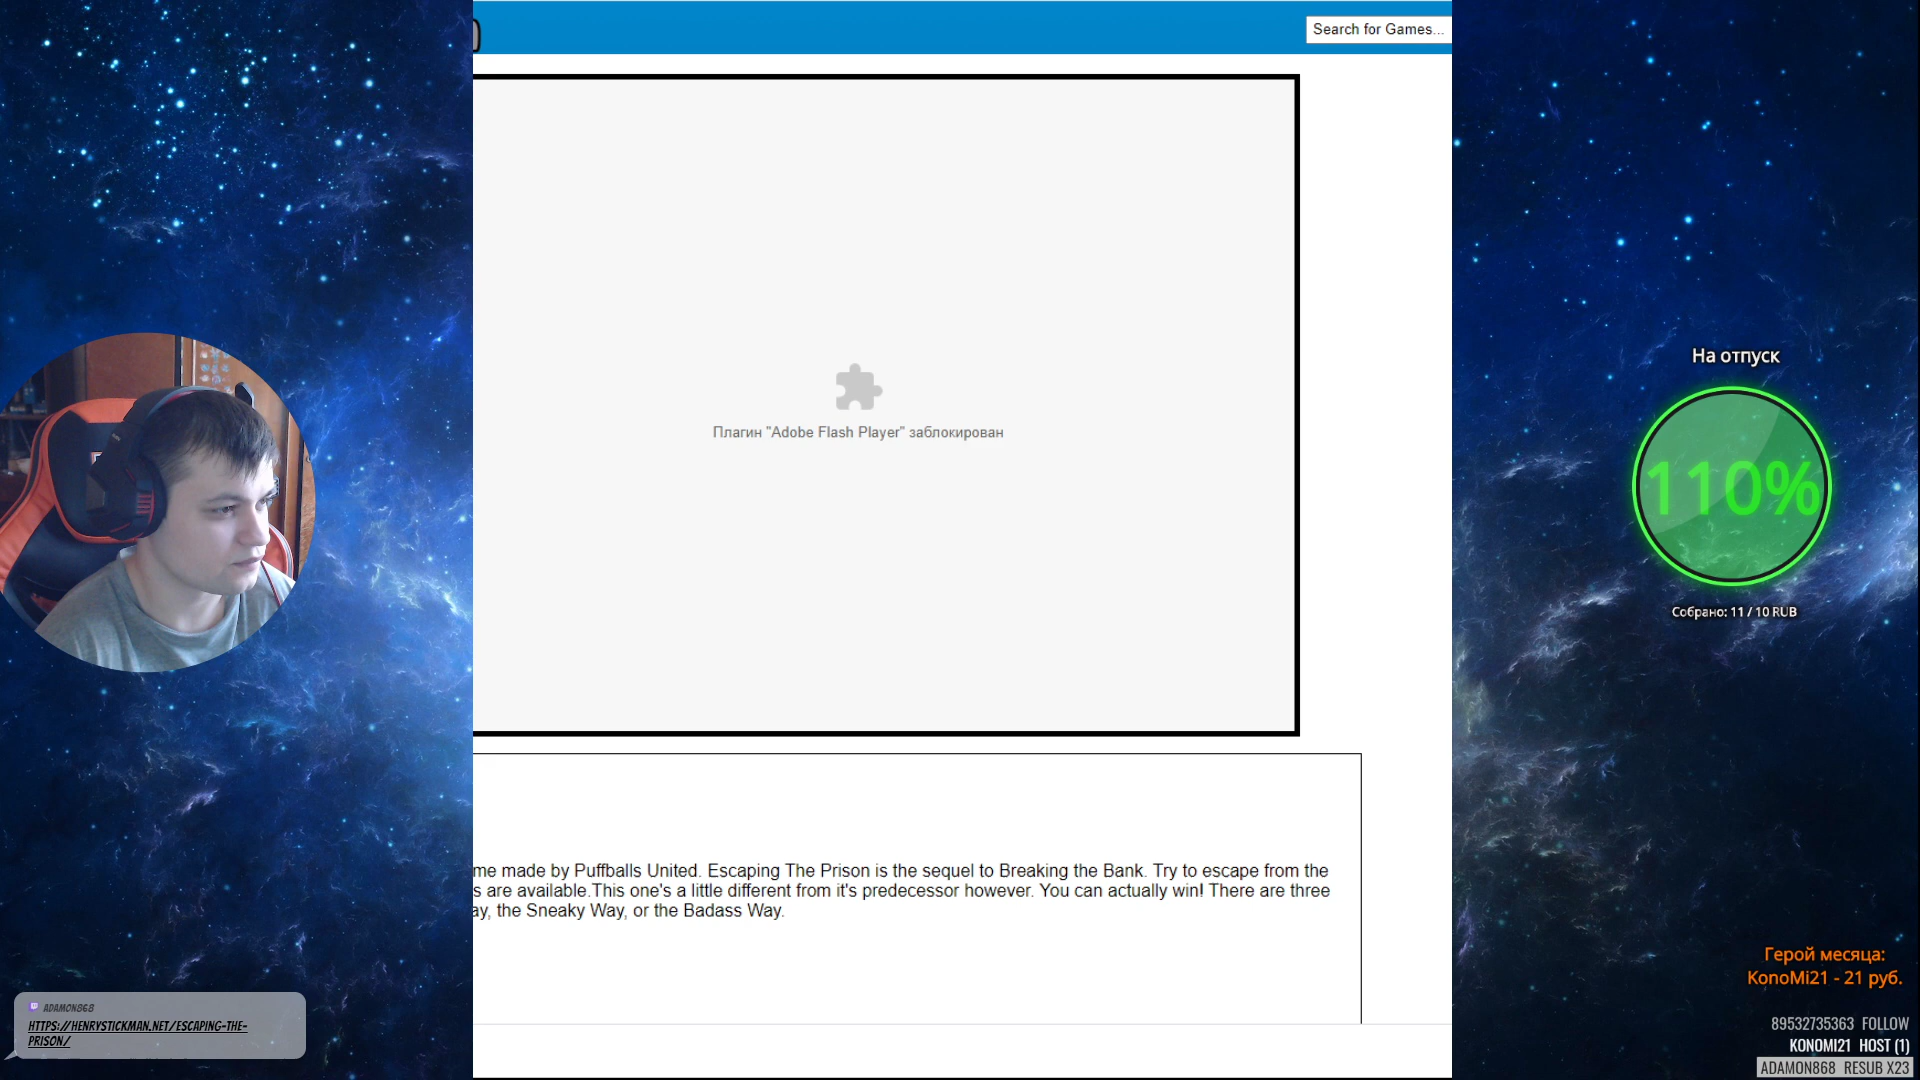 Search for Games...
Плагин "Adobe Flash Player" заблокирован
me made by Puffballs United. Escaping The Prison is the sequel to Breaking the Bank. Try to escape from the
s are available.This one's a little different from it's predecessor however. You can actually win! There are three
ay, the Sneaky Way, or the Badass Way.
На отпуск
110%
Собрано: 11 / 10 RUB
Герой месяца:
KonoMi21 - 21 руб.
89532735363 FOLLOW
KONOMI21 HOST (1)
ADAMON868 RESUB X23
ADAMON868
HTTPS://HENRYSTICKMAN.NET/ESCAPING-THE-
PRISON/